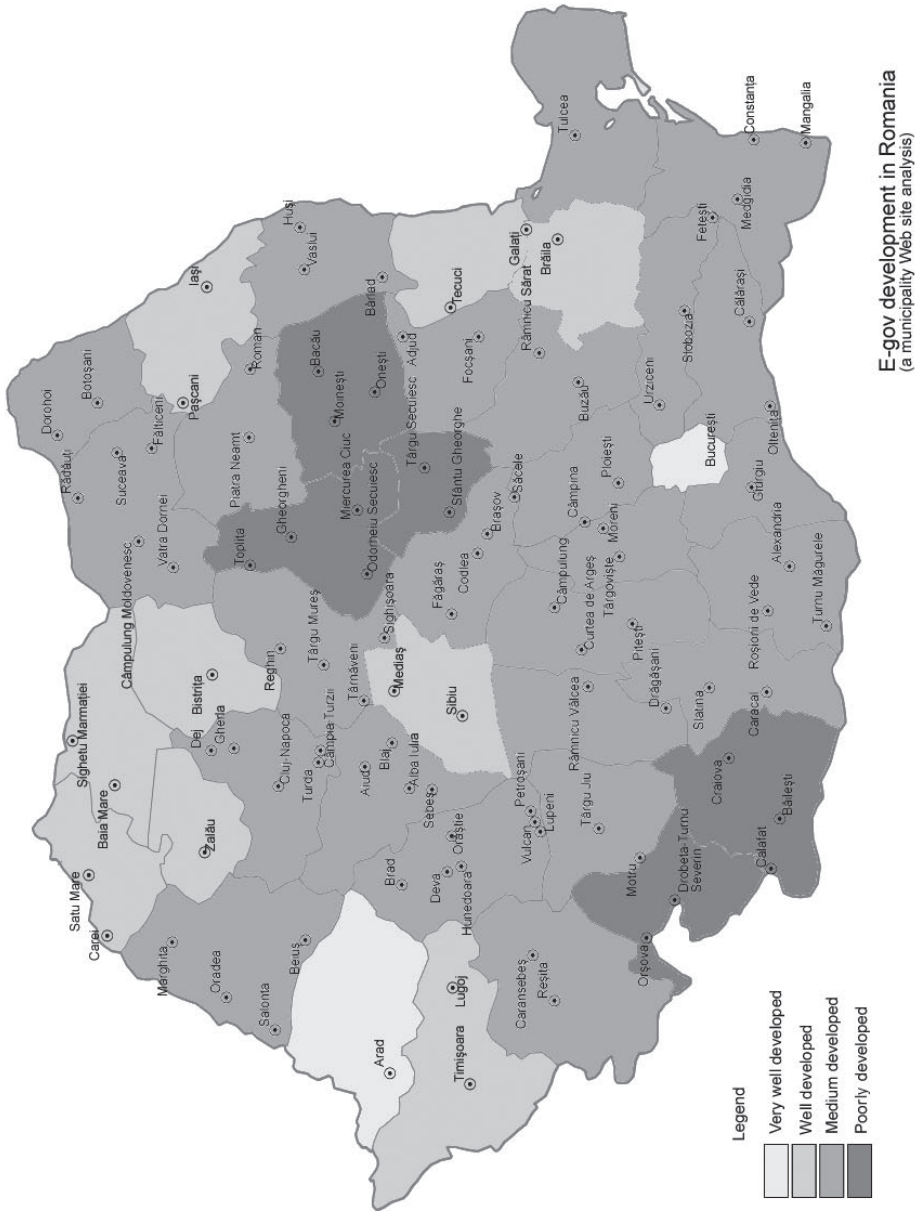 E-gov development in Romania
(a municipality Web site analysis)
Dorohoi
Botoșani
Rădăuți
Suceava
Fălticeni
Vatra Dornei
Câmpulung Moldovenesc
Iași
Pașcani
Huși
Vaslui
Bârlad
Roman
Piatra Neamt
Bacău
Moinești
Onești
Adjud
Focșani
Tecuci
Galați
Brăila
Râmnicu Sărat
Tulcea
Toplita
Gheorgheni
Miercurea Ciuc
Odorheiu Secuiesc
Târgu Secuiesc
Sfântu Gheorghe
Sighetu Marmației
Baia Mare
Satu Mare
Carei
Zalău
Bistrița
Dej
Gherla
Reghin
Târgu Mureș
Sighișoara
Târnăveni
Cluj-Napoca
Turda
Câmpia Turzii
Marghita
Oradea
Salonta
Beiuș
Aiud
Blaj
Alba Iulia
Sebeș
Mediaș
Sibiu
Făgăraș
Codlea
Brașov
Săcele
Brad
Deva
Orăștie
Hunedoara
Arad
Lugoj
Timișoara
Petroșani
Vulcan
Lupeni
Caransebeș
Reșița
Orșova
Târgu Jiu
Motru
Drobeta-Turnu
Severin
Craiova
Calafat
Băilești
Râmnicu Vâlcea
Drăgășani
Slatina
Caracal
Curtea de Argeș
Câmpulung
Pitești
Târgoviște
Moreni
Câmpina
Ploiești
Buzău
Urziceni
Slobozia
Fetești
Călărași
Oltenița
București
Giurgiu
Alexandria
Roșiori de Vede
Turnu Măgurele
Medgidia
Constanța
Mangalia
Legend
Very well developed
Well developed
Medium developed
Poorly developed